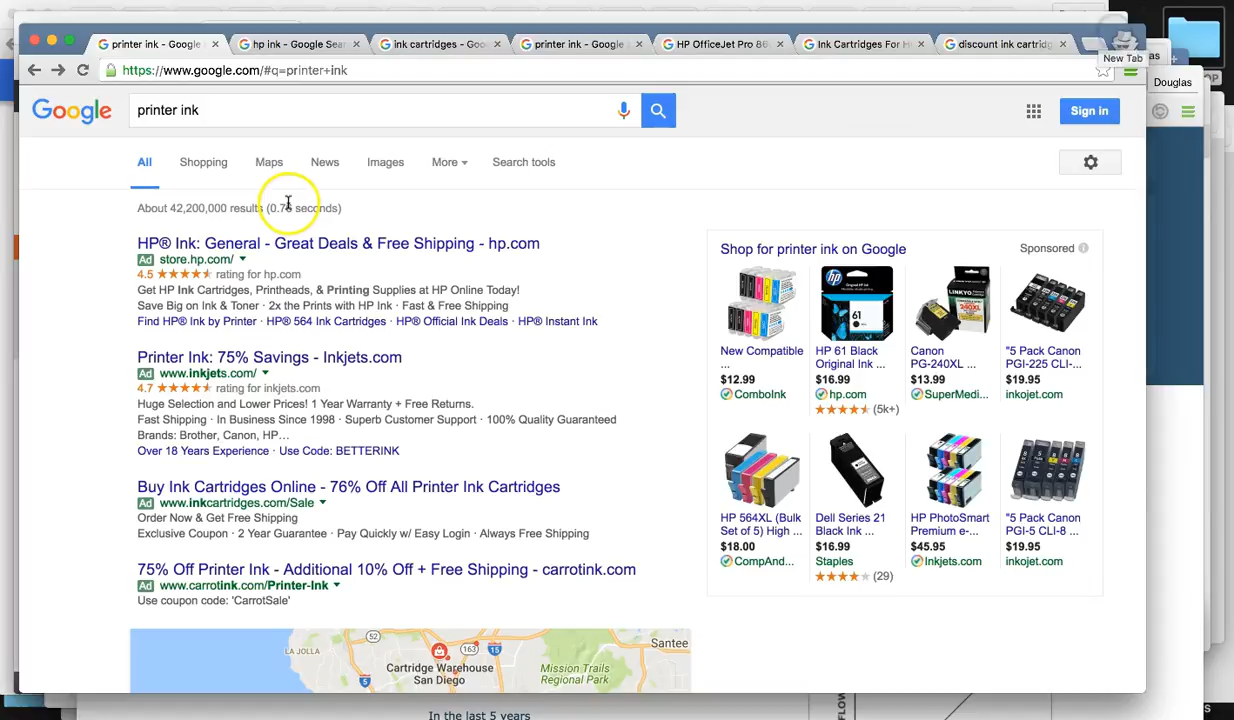 printer ink - Google
hp ink - Google Sear
ink cartridges - Goo
printer ink - Google
HP OfficeJet Pro 86
Ink Cartridges For H
discount ink cartridg
New Tab
as
Douglas
https://www.google.com/#q=printer+ink
Google
printer ink
Sign in
All
Shopping
Maps
News
Images
More
Search tools
About 42,200,000 results (0.7 seconds)
HP® Ink: General - Great Deals & Free Shipping - hp.com
Ad store.hp.com/
4.5 rating for hp.com
Get HP Ink Cartridges, Printheads, & Printing Supplies at HP Online Today!
Save Big on Ink & Toner · 2x the Prints with HP Ink · Fast & Free Shipping
Find HP® Ink by Printer · HP® 564 Ink Cartridges · HP® Official Ink Deals · HP® Instant Ink
Printer Ink: 75% Savings - Inkjets.com
Ad www.inkjets.com/
4.7 rating for inkjets.com
Huge Selection and Lower Prices! 1 Year Warranty + Free Returns.
Fast Shipping · In Business Since 1998 · Superb Customer Support · 100% Quality Guaranteed
Brands: Brother, Canon, HP...
Over 18 Years Experience · Use Code: BETTERINK
Buy Ink Cartridges Online - 76% Off All Printer Ink Cartridges
Ad www.inkcartridges.com/Sale
Order Now & Get Free Shipping
Exclusive Coupon · 2 Year Guarantee · Pay Quickly w/ Easy Login · Always Free Shipping
75% Off Printer Ink - Additional 10% Off + Free Shipping - carrotink.com
Ad www.carrotink.com/Printer-Ink
Use coupon code: 'CarrotSale'
Shop for printer ink on Google
Sponsored
New Compatible
...
$12.99
ComboInk
HP 61 Black
Original Ink ...
$16.99
hp.com
(5k+)
Canon
PG-240XL ...
$13.99
SuperMedi...
"5 Pack Canon
PGI-225 CLI-...
$19.95
inkojet.com
HP 564XL (Bulk
Set of 5) High ...
$18.00
CompAnd...
Dell Series 21
Black Ink ...
$16.99
Staples
(29)
HP PhotoSmart
Premium e-...
$45.95
Inkjets.com
"5 Pack Canon
PGI-5 CLI-8 ...
$19.95
inkojet.com
LA JOLLA
52
163
15
5
Cartridge Warehouse
San Diego
Mission Trails
Regional Park
Santee
In the last 5 years
FLOW